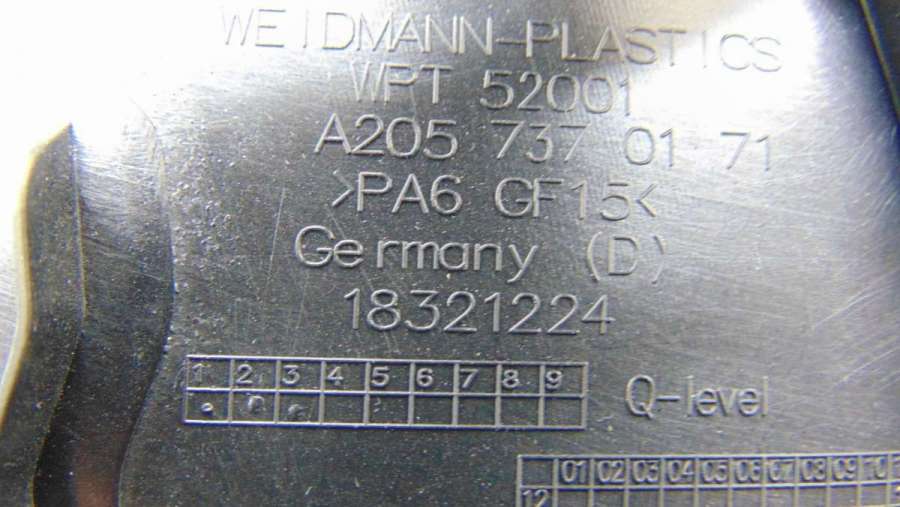 WEIDMANN-PLASTICS
WPT 52001
A205 737 01 71
>PA6 GF15<
Germany (D)
18321224
1 2 3 4 5 6 7 8 9
Q-level
01 02 03 04 05 06 07 08 09 10
12